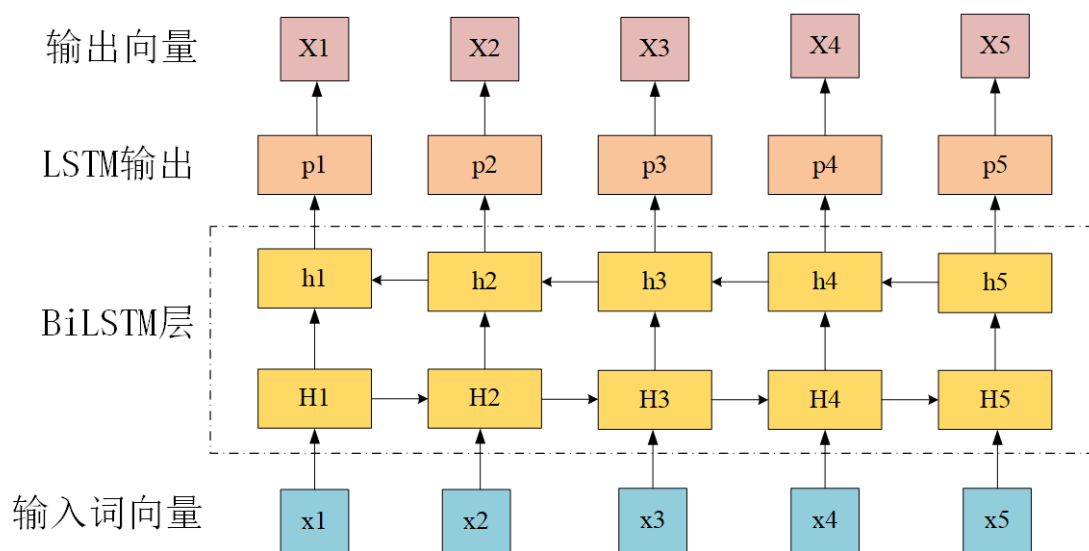 输出向量 X1 X2 X3 X4 X5
LSTM输出 p1 p2 p3 p4 p5
h1 h2 h3 h4 h5
BiLSTM层
H1 H2 H3 H4 H5
输入词向量 x1 x2 x3 x4 x5